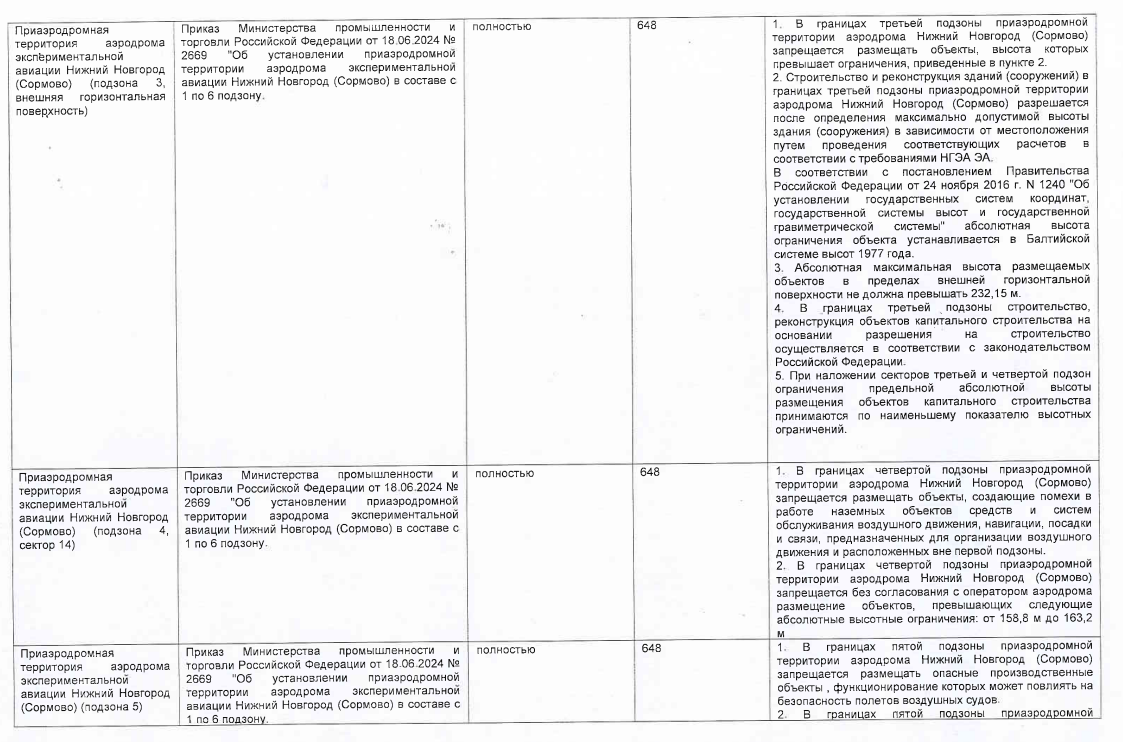 Приаэродромная
территория аэродрома
экспериментальной
авиации Нижний Новгород
(Сормово) (подзона 3,
внешняя горизонтальная
поверхность)
Приказ Министерства промышленности и
торговли Российской Федерации от 18.06.2024 №
2669 "Об установлении приаэродромной
территории аэродрома экспериментальной
авиации Нижний Новгород (Сормово) в составе с
1 по 6 подзону.
полностью
648
1. В границах третьей подзоны приаэродромной
территории аэродрома Нижний Новгород (Сормово)
запрещается размещать объекты, высота которых
превышает ограничения, приведенные в пункте 2.
2. Строительство и реконструкция зданий (сооружений) в
границах третьей подзоны приаэродромной территории
аэродрома Нижний Новгород (Сормово) разрешается
после определения максимально допустимой высоты
здания (сооружения) в зависимости от местоположения
путем проведения соответствующих расчетов в
соответствии с требованиями НГЭА ЭА.
В соответствии с постановлением Правительства
Российской Федерации от 24 ноября 2016 г. N 1240 "Об
установлении государственных систем координат,
государственной системы высот и государственной
гравиметрической системы" абсолютная высота
ограничения объекта устанавливается в Балтийской
системе высот 1977 года.
3. Абсолютная максимальная высота размещаемых
объектов в пределах внешней горизонтальной
поверхности не должна превышать 232,15 м.
4. В границах третьей подзоны строительство,
реконструкция объектов капитального строительства на
основании разрешения на строительство
осуществляется в соответствии с законодательством
Российской Федерации.
5. При наложении секторов третьей и четвертой подзон
ограничения предельной абсолютной высоты
размещения объектов капитального строительства
принимаются по наименьшему показателю высотных
ограничений.
Приаэродромная
территория аэродрома
экспериментальной
авиации Нижний Новгород
(Сормово) (подзона 4,
сектор 14)
Приказ Министерства промышленности и
торговли Российской Федерации от 18.06.2024 №
2669 "Об установлении приаэродромной
территории аэродрома экспериментальной
авиации Нижний Новгород (Сормово) в составе с
1 по 6 подзону.
полностью
648
1. В границах четвертой подзоны приаэродромной
территории аэродрома Нижний Новгород (Сормово)
запрещается размещать объекты, создающие помехи в
работе наземных объектов средств и систем
обслуживания воздушного движения, навигации, посадки
и связи, предназначенных для организации воздушного
движения и расположенных вне первой подзоны.
2. В границах четвертой подзоны приаэродромной
территории аэродрома Нижний Новгород (Сормово)
запрещается без согласования с оператором аэродрома
размещение объектов, превышающих следующие
абсолютные высотные ограничения: от 158,8 м до 163,2
м
Приаэродромная
территория аэродрома
экспериментальной
авиации Нижний Новгород
(Сормово) (подзона 5)
Приказ Министерства промышленности и
торговли Российской Федерации от 18.06.2024 №
2669 "Об установлении приаэродромной
территории аэродрома экспериментальной
авиации Нижний Новгород (Сормово) в составе с
1 по 6 подзону.
полностью
648
1. В границах пятой подзоны приаэродромной
территории аэродрома Нижний Новгород (Сормово)
запрещается размещать опасные производственные
объекты , функционирование которых может повлиять на
безопасность полетов воздушных судов.
2. В границах пятой подзоны приаэродромной